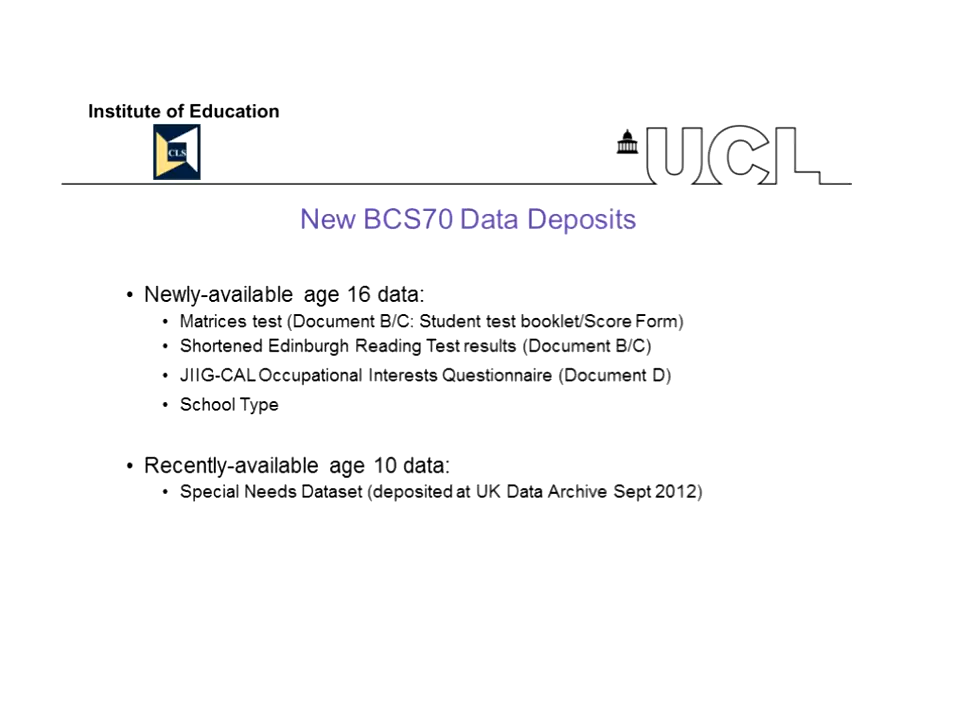 Institute of Education
CLS
UCL
New BCS70 Data Deposits
• Newly-available age 16 data:
• Matrices test (Document B/C: Student test booklet/Score Form)
• Shortened Edinburgh Reading Test results (Document B/C)
• JIIG-CAL Occupational Interests Questionnaire (Document D)
• School Type
• Recently-available age 10 data:
• Special Needs Dataset (deposited at UK Data Archive Sept 2012)